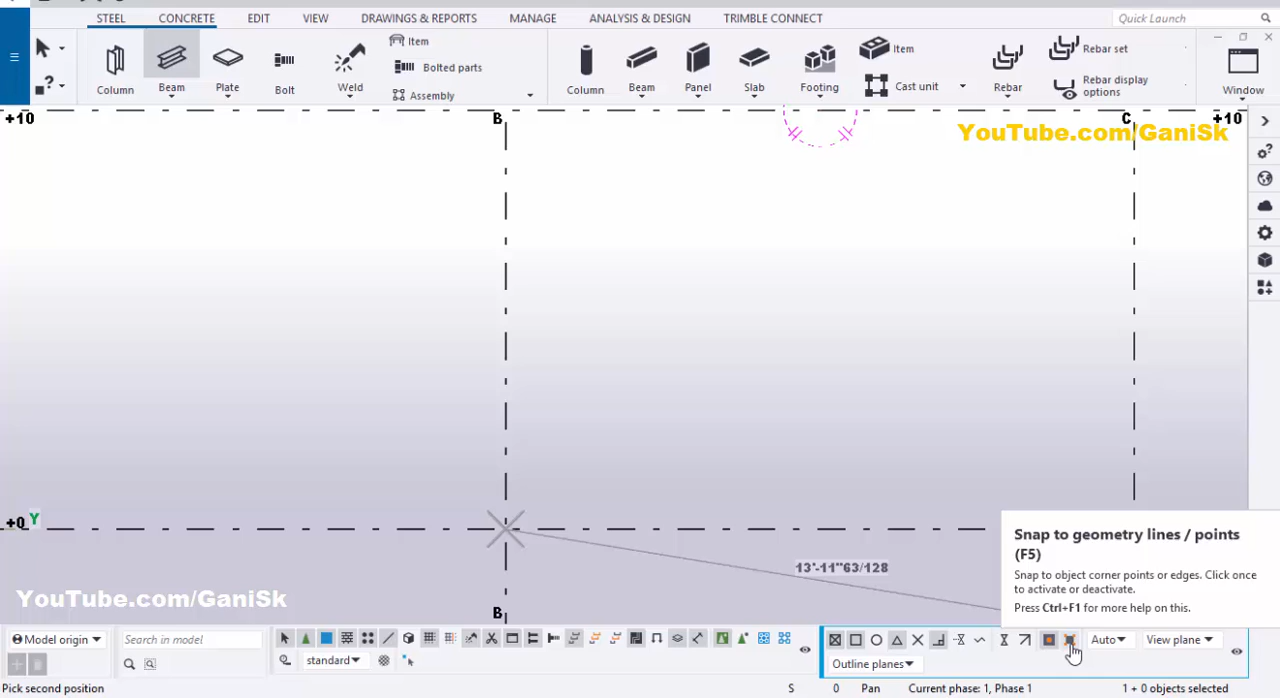 STEEL CONCRETE EDIT VIEW DRAWINGS & REPORTS MANAGE ANALYSIS & DESIGN TRIMBLE CONNECT Quick Launch
Item Item Rebar set
Bolted parts Rebar display
options
Column Beam Plate Bolt Weld Assembly Column Beam Panel Slab Footing Cast unit Rebar Window
+10 B C +10
YouTube.com/GaniSk
+0 Y
Snap to geometry lines / points
(F5)
13'-11"63/128
Snap to object corner points or edges. Click once
to activate or deactivate.
Press Ctrl+F1 for more help on this.
YouTube.com/GaniSk
B
Model origin Search in model Auto View plane
standard Outline planes
Pick second position S 0 Pan Current phase: 1, Phase 1 1 + 0 objects selected